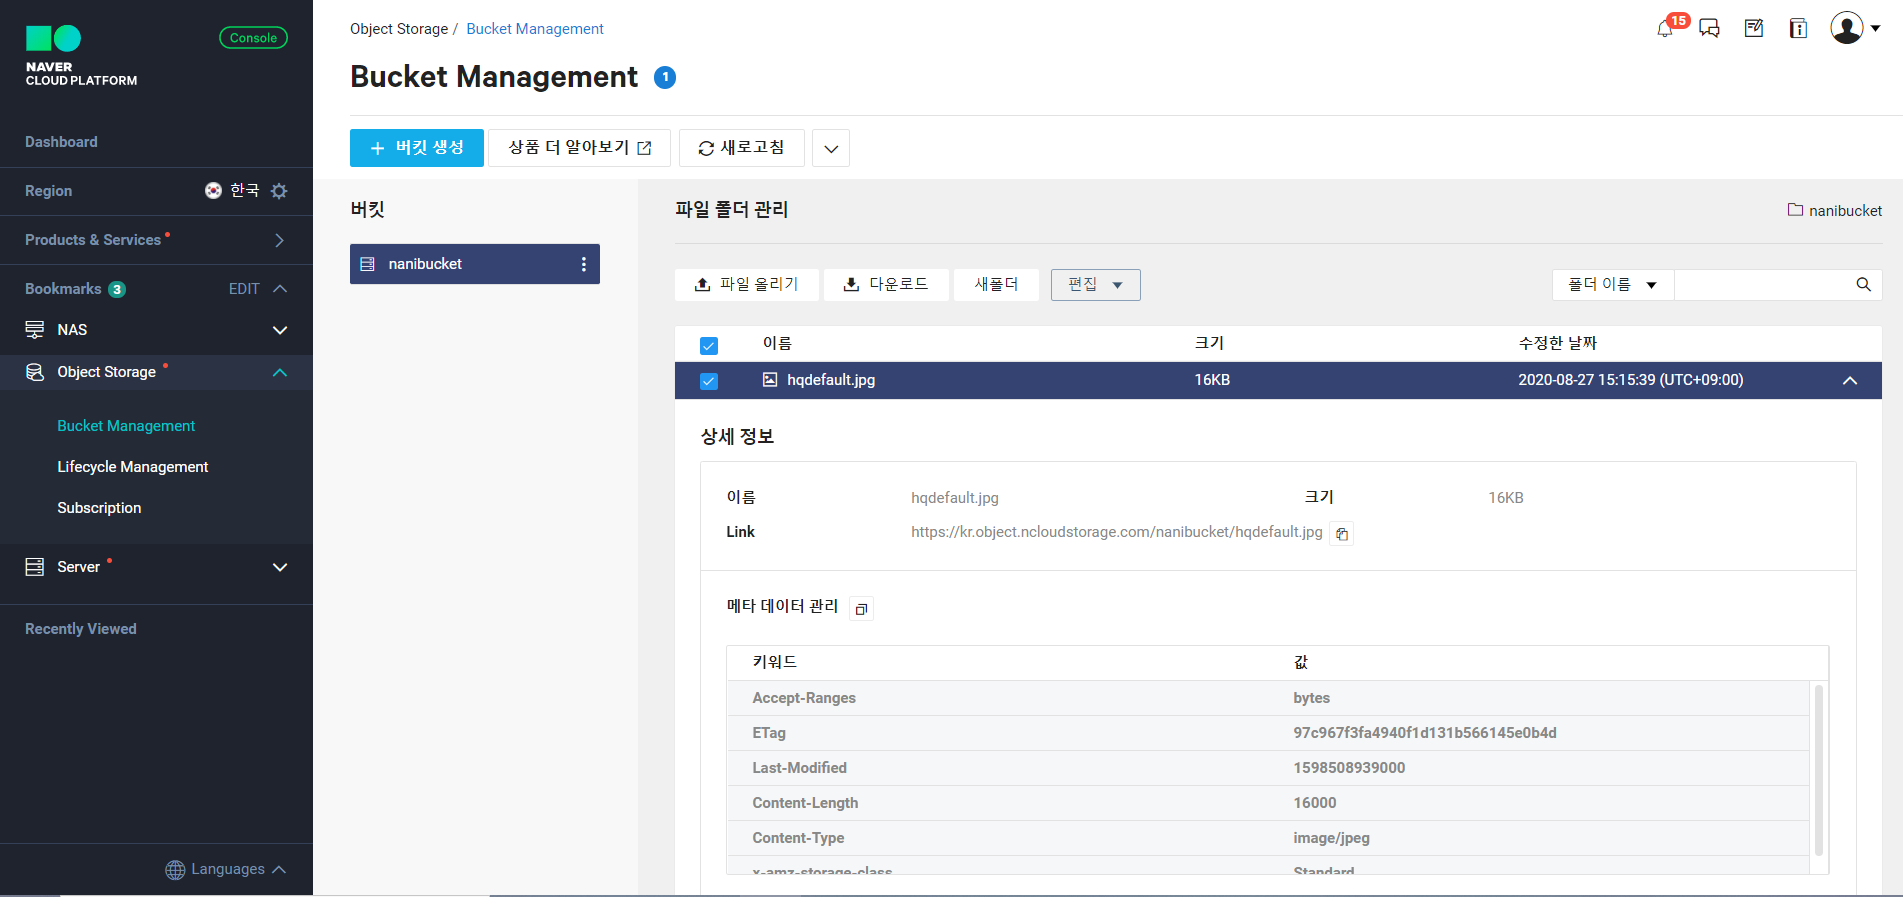 NAVER
CLOUD PLATFORM
Console
Dashboard
Region
한국
Products & Services
Bookmarks 3
EDIT
NAS
Object Storage
Bucket Management
Lifecycle Management
Subscription
Server
Recently Viewed
Languages
Object Storage / Bucket Management
15
Bucket Management 1
버킷 생성
상품 더 알아보기
새로고침
버킷
nanibucket
파일 폴더 관리
nanibucket
파일 올리기
다운로드
새폴더
편집
폴더 이름
이름 크기 수정한 날짜
hqdefault.jpg 16KB 2020-08-27 15:15:39 (UTC+09:00)
상세 정보
이름 hqdefault.jpg 크기 16KB
Link https://kr.object.ncloudstorage.com/nanibucket/hqdefault.jpg
메타 데이터 관리
키워드 값
Accept-Ranges bytes
ETag 97c967f3fa4940f1d131b566145e0b4d
Last-Modified 1598508939000
Content-Length 16000
Content-Type image/jpeg
x-amz-storage-class Standard